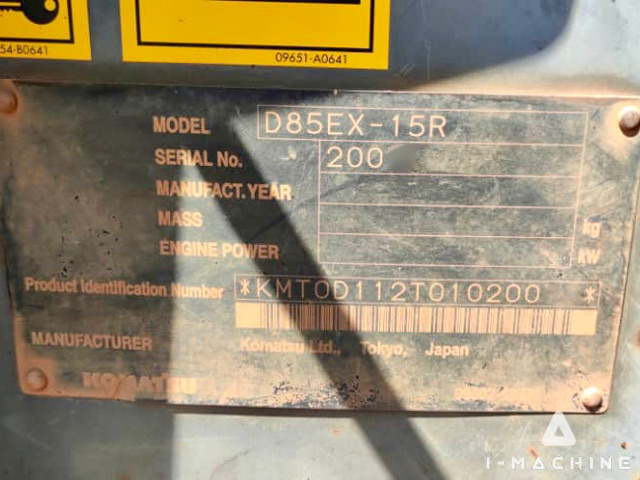 54-B0641
09651-A0641
MODEL D85EX-15R
SERIAL No. 200
MANUFACT. YEAR
MASS kg
ENGINE POWER kW
Product Identification Number *KMT0D112T010200 *
MANUFACTURER Komatsu Ltd., Tokyo, Japan
KOMATSU
I-MACHINE